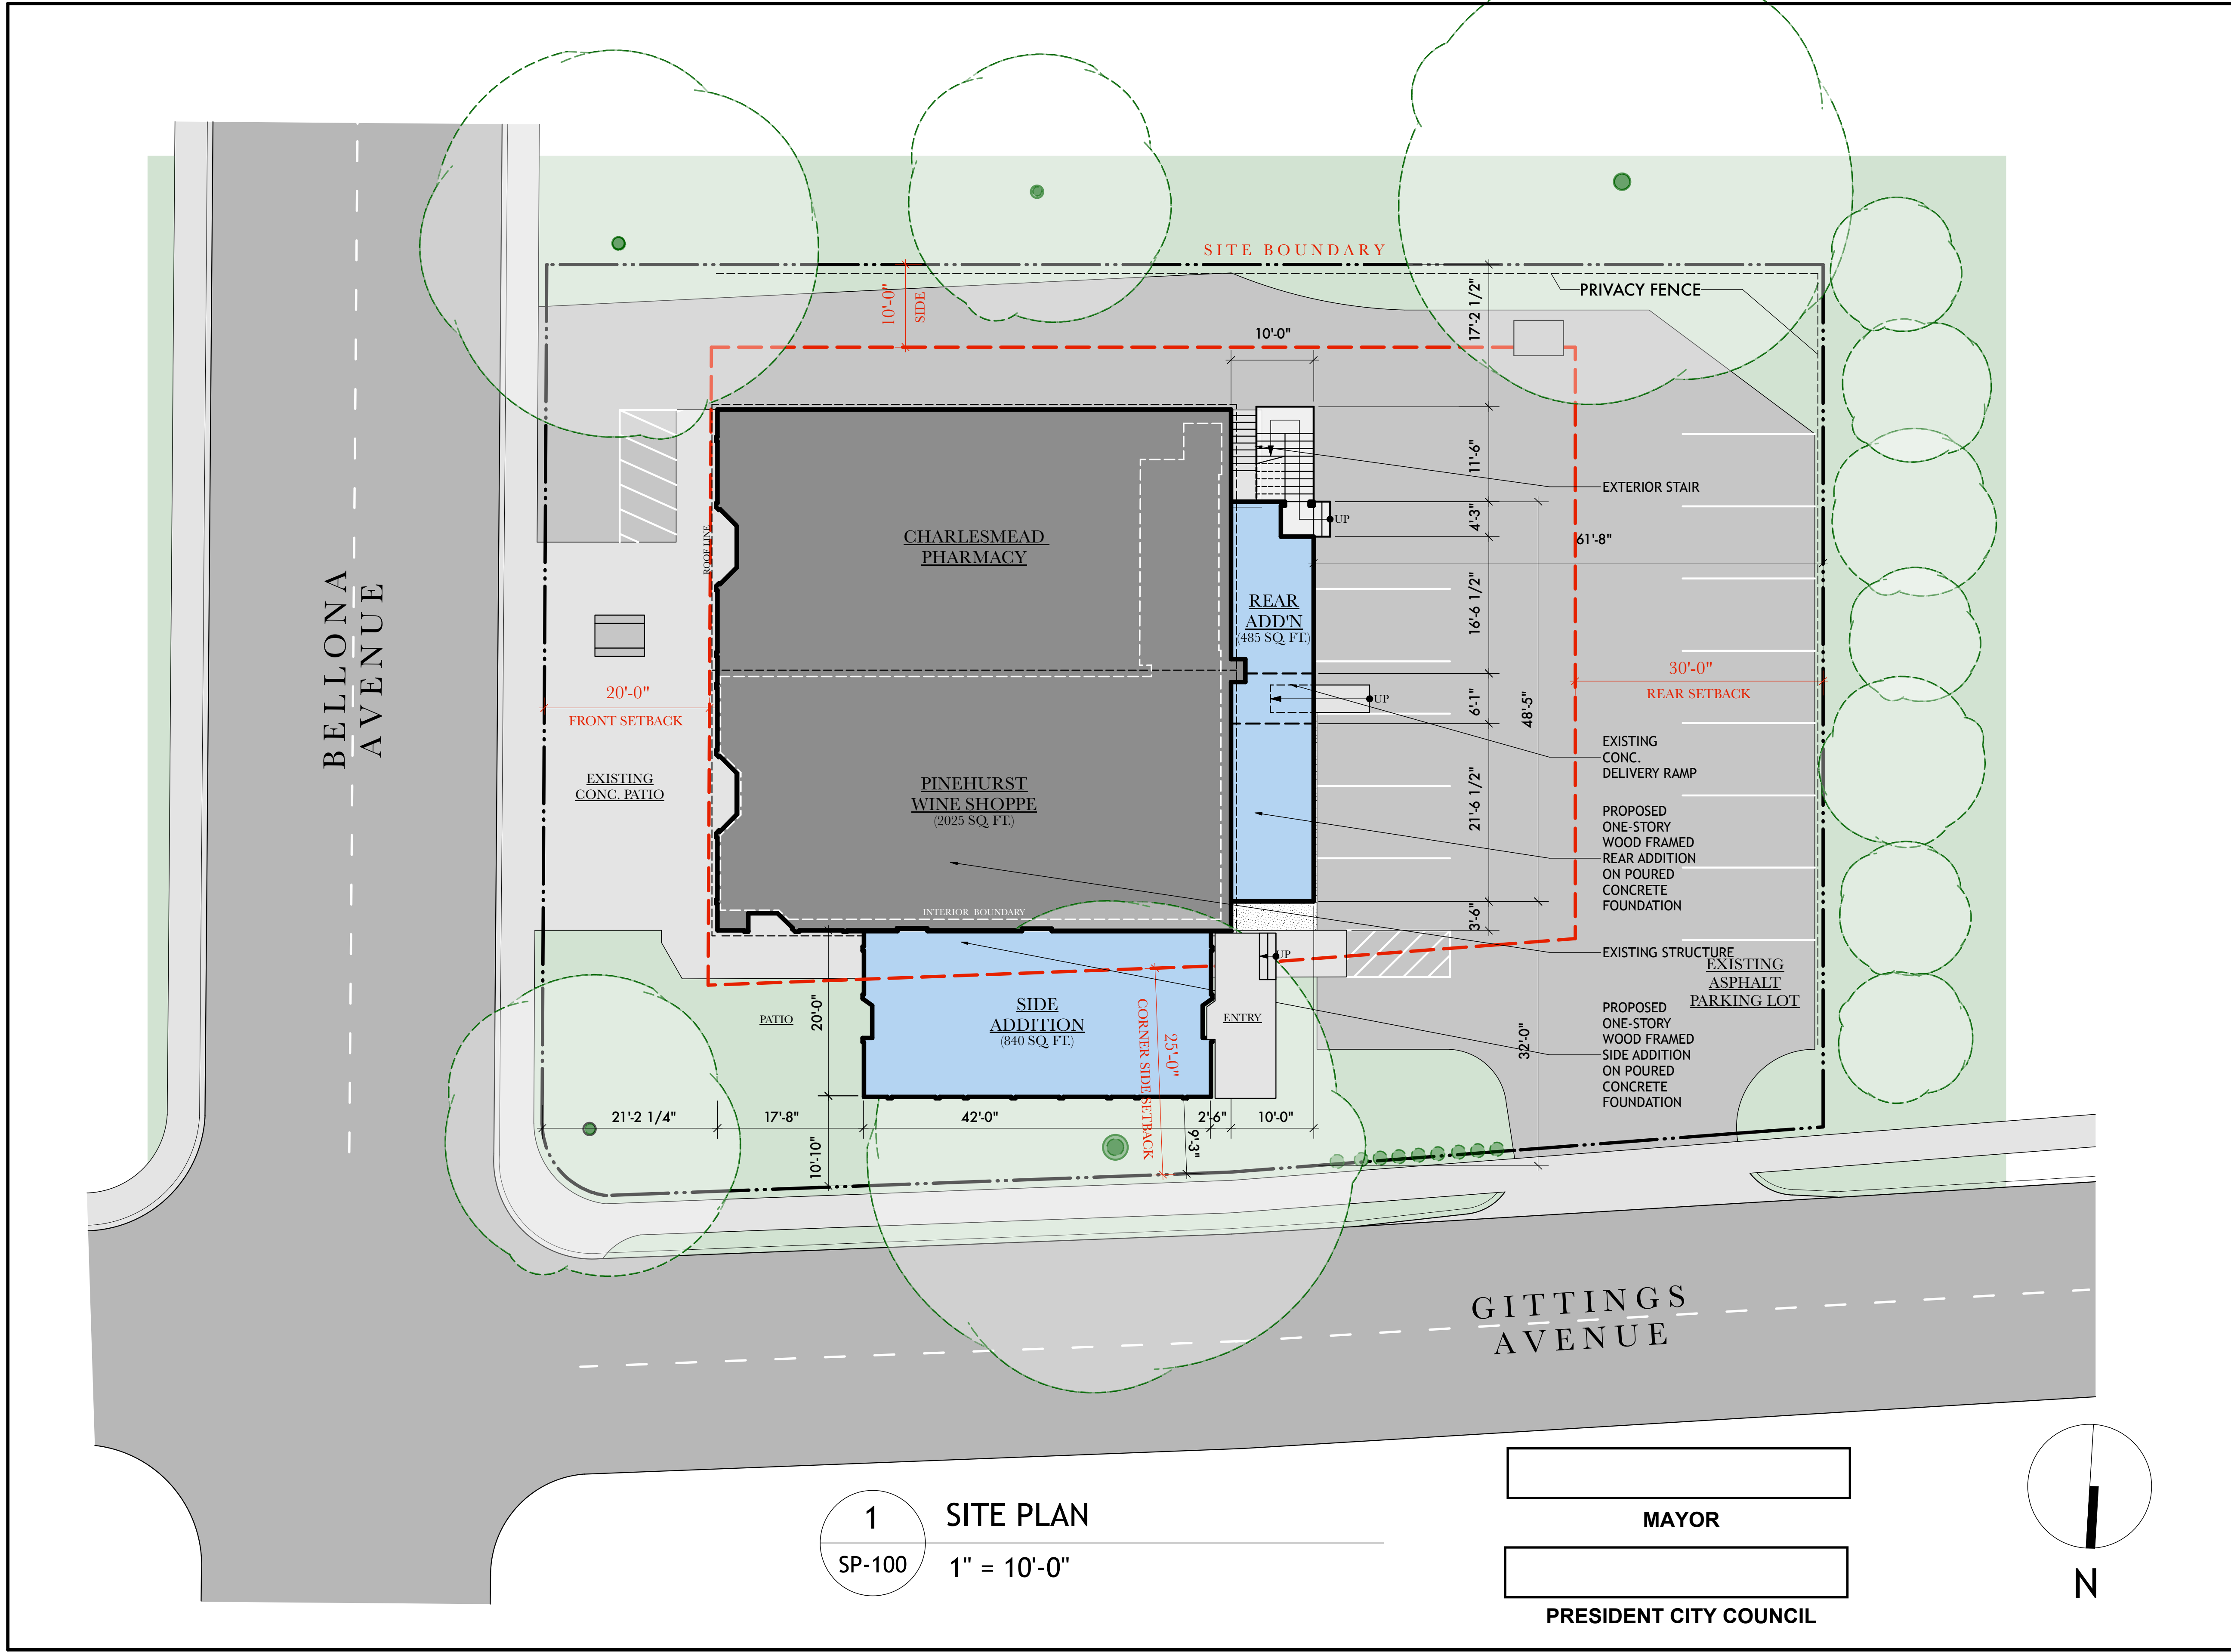 SITE BOUNDARY
PRIVACY FENCE
10'-0"
SIDE
10'-0"
17'-2 1/2"
11'-6"
EXTERIOR STAIR
UP
4'-3"
61'-8"
CHARLESMEAD
PHARMACY
ROOF LINE
REAR
ADD'N
(485 SQ. FT.)
16'-6 1/2"
BELLONA
AVENUE
20'-0"
FRONT SETBACK
30'-0"
REAR SETBACK
UP
6'-1"
48'-5"
EXISTING
CONC.
DELIVERY RAMP
EXISTING
CONC. PATIO
PINEHURST
WINE SHOPPE
(2025 SQ. FT.)
21'-6 1/2"
PROPOSED
ONE-STORY
WOOD FRAMED
REAR ADDITION
ON POURED
CONCRETE
FOUNDATION
INTERIOR BOUNDARY
3'-6"
UP
EXISTING STRUCTURE
EXISTING
ASPHALT
PARKING LOT
PATIO
20'-0"
SIDE
ADDITION
(840 SQ. FT.)
CORNER SIDE SETBACK
25'-0"
ENTRY
32'-0"
PROPOSED
ONE-STORY
WOOD FRAMED
SIDE ADDITION
ON POURED
CONCRETE
FOUNDATION
21'-2 1/4"
17'-8"
42'-0"
2'-6"
10'-0"
10'-10"
9'-3"
GITTINGS
AVENUE
1
SP-100
SITE PLAN
1" = 10'-0"
MAYOR
PRESIDENT CITY COUNCIL
N